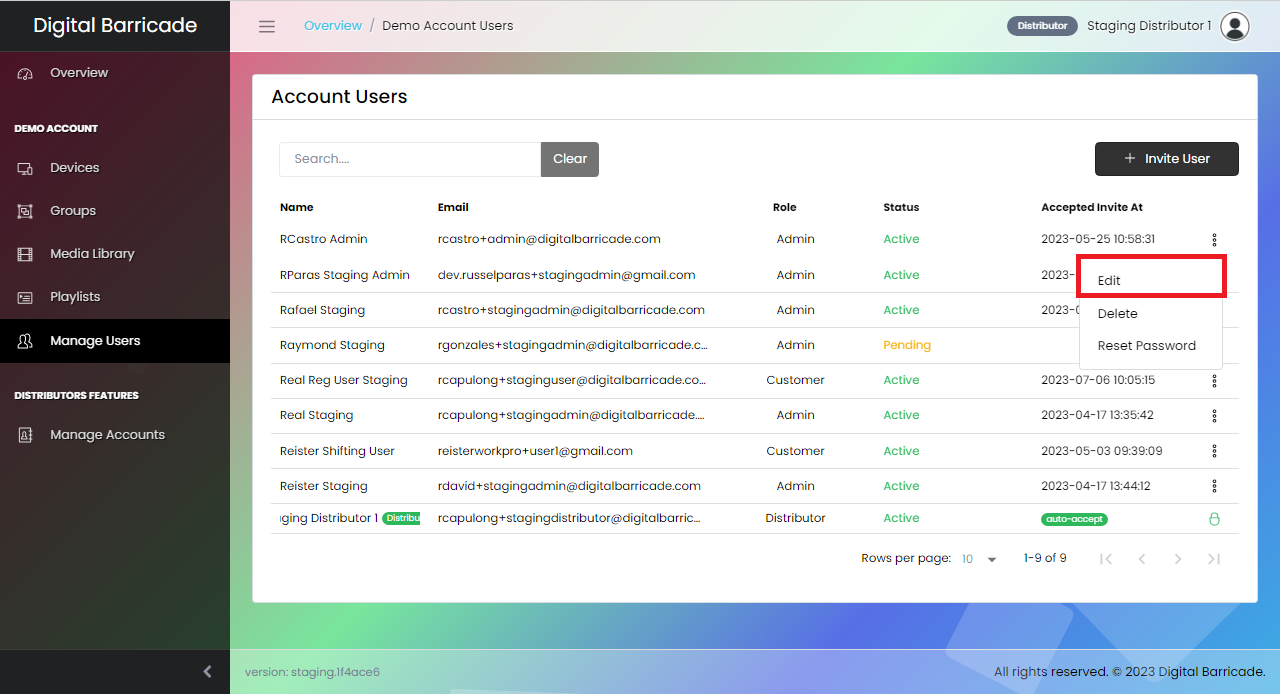 Digital Barricade
Overview / Demo Account Users
Distributor Staging Distributor 1
Overview
DEMO ACCOUNT
Devices
Groups
Media Library
Playlists
Manage Users
DISTRIBUTORS FEATURES
Manage Accounts
Account Users
Search.... Clear
+ Invite User
Name Email Role Status Accepted Invite At
RCastro Admin rcastro+admin@digitalbarricade.com Admin Active 2023-05-25 10:58:31
RParas Staging Admin dev.russelparas+stagingadmin@gmail.com Admin Active 2023-
Rafael Staging rcastro+stagingadmin@digitalbarricade.com Admin Active 2023-
Raymond Staging rgonzales+stagingadmin@digitalbarricade.c... Admin Pending
Edit
Delete
Reset Password
Real Reg User Staging rcapulong+staginguser@digitalbarricade.co... Customer Active 2023-07-06 10:05:15
Real Staging rcapulong+stagingadmin@digitalbarricade.... Admin Active 2023-04-17 13:35:42
Reister Shifting User reisterworkpro+user1@gmail.com Customer Active 2023-05-03 09:39:09
Reister Staging rdavid+stagingadmin@digitalbarricade.com Admin Active 2023-04-17 13:44:12
ging Distributor 1 Distribu rcapulong+stagingdistributor@digitalbarric... Distributor Active auto-accept
Rows per page: 10 1-9 of 9
version: staging.1f4ace6
All rights reserved. © 2023 Digital Barricade.